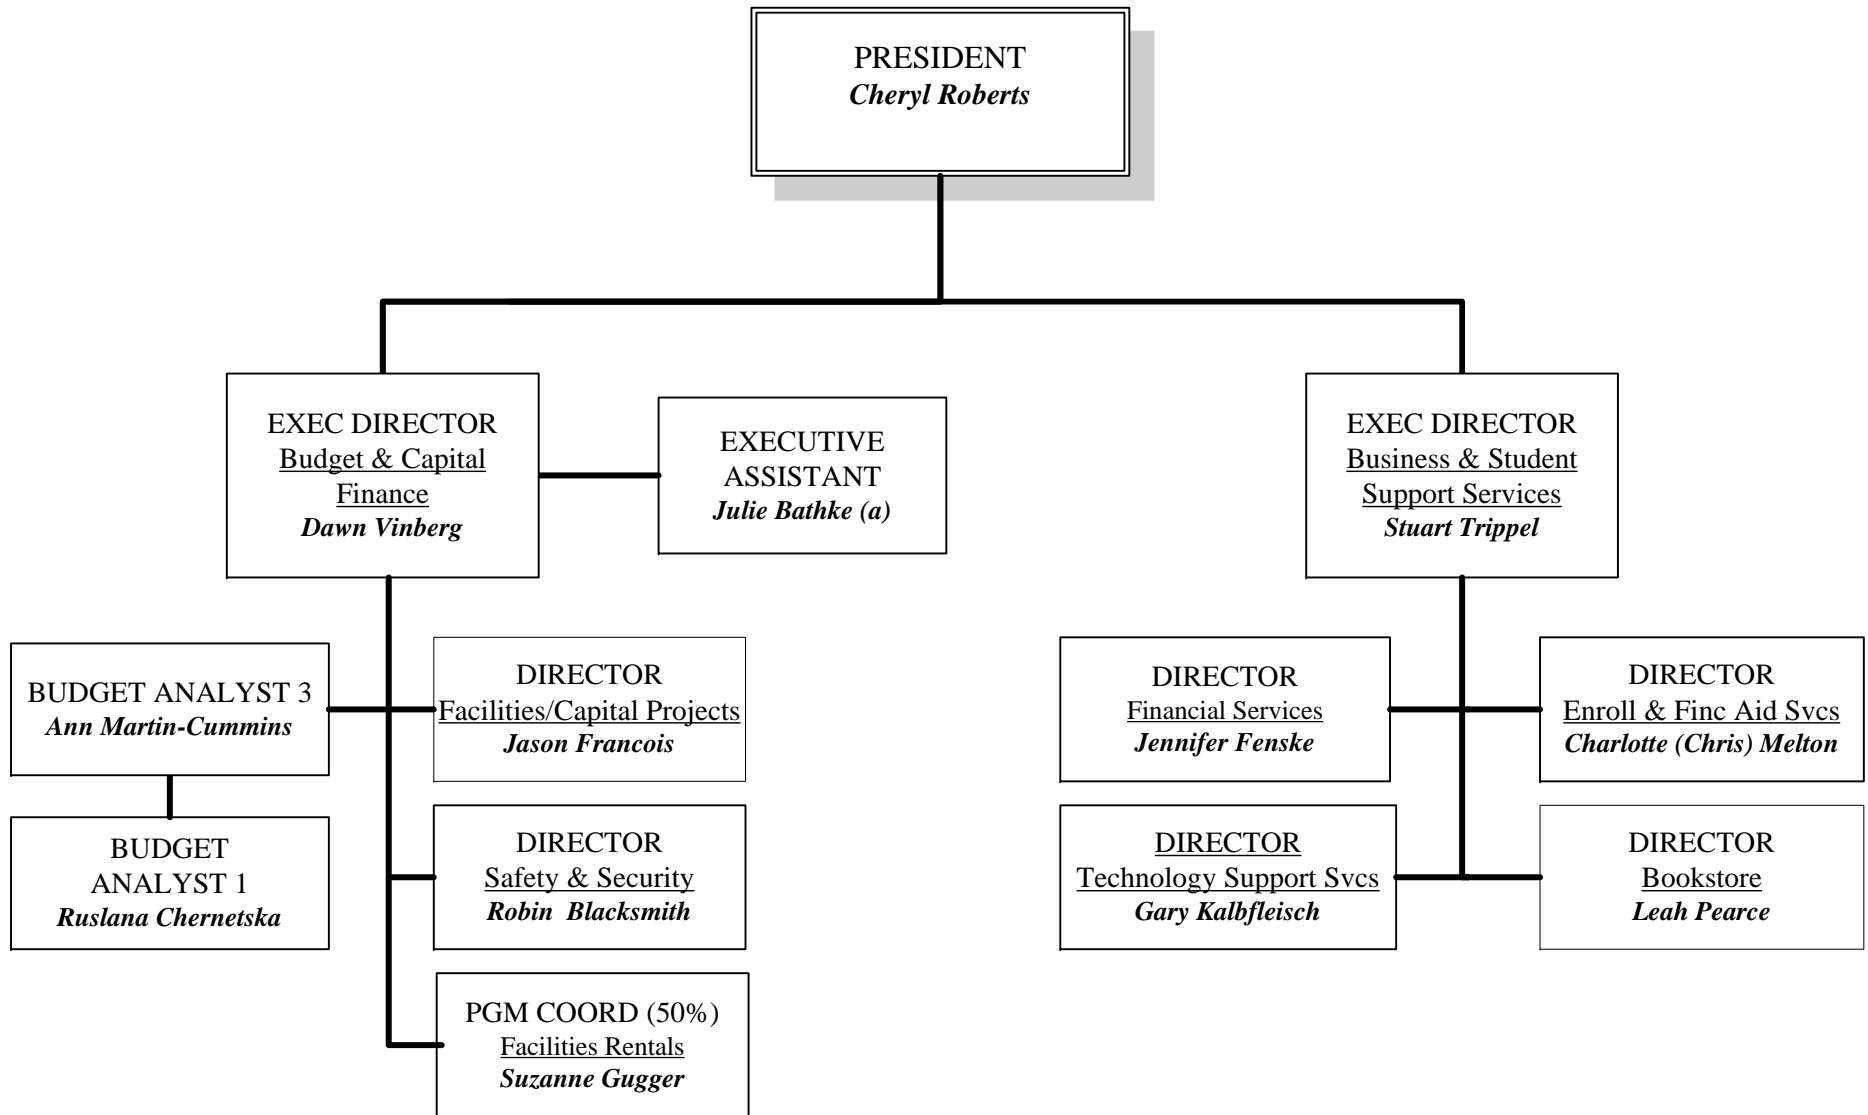 PRESIDENT
Cheryl Roberts
EXEC DIRECTOR
Budget & Capital
Finance
Dawn Vinberg
EXECUTIVE
ASSISTANT
Julie Bathke (a)
EXEC DIRECTOR
Business & Student
Support Services
Stuart Trippel
BUDGET ANALYST 3
Ann Martin-Cummins
DIRECTOR
Facilities/Capital Projects
Jason Francois
DIRECTOR
Financial Services
Jennifer Fenske
DIRECTOR
Enroll & Finc Aid Svcs
Charlotte (Chris) Melton
BUDGET
ANALYST 1
Ruslana Chernetska
DIRECTOR
Safety & Security
Robin Blacksmith
DIRECTOR
Technology Support Svcs
Gary Kalbfleisch
DIRECTOR
Bookstore
Leah Pearce
PGM COORD (50%)
Facilities Rentals
Suzanne Gugger